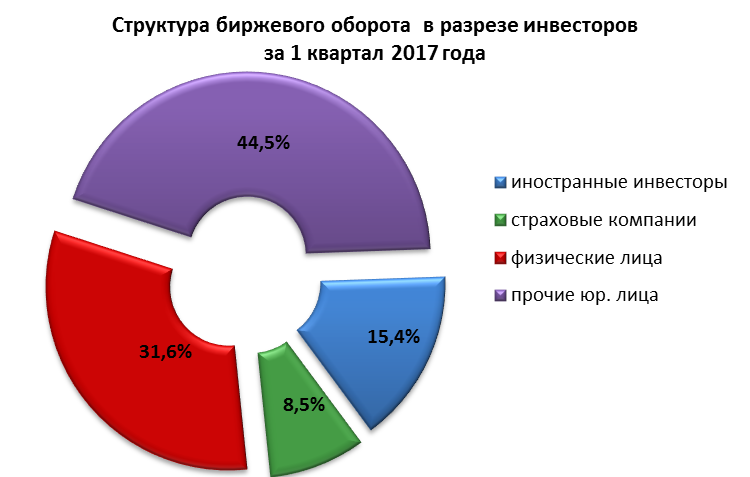 Структура биржевого оборота в разрезе инвесторов
за 1 квартал 2017 года
44,5%
иностранные инвесторы
страховые компании
физические лица
прочие юр. лица
15,4%
31,6%
8,5%